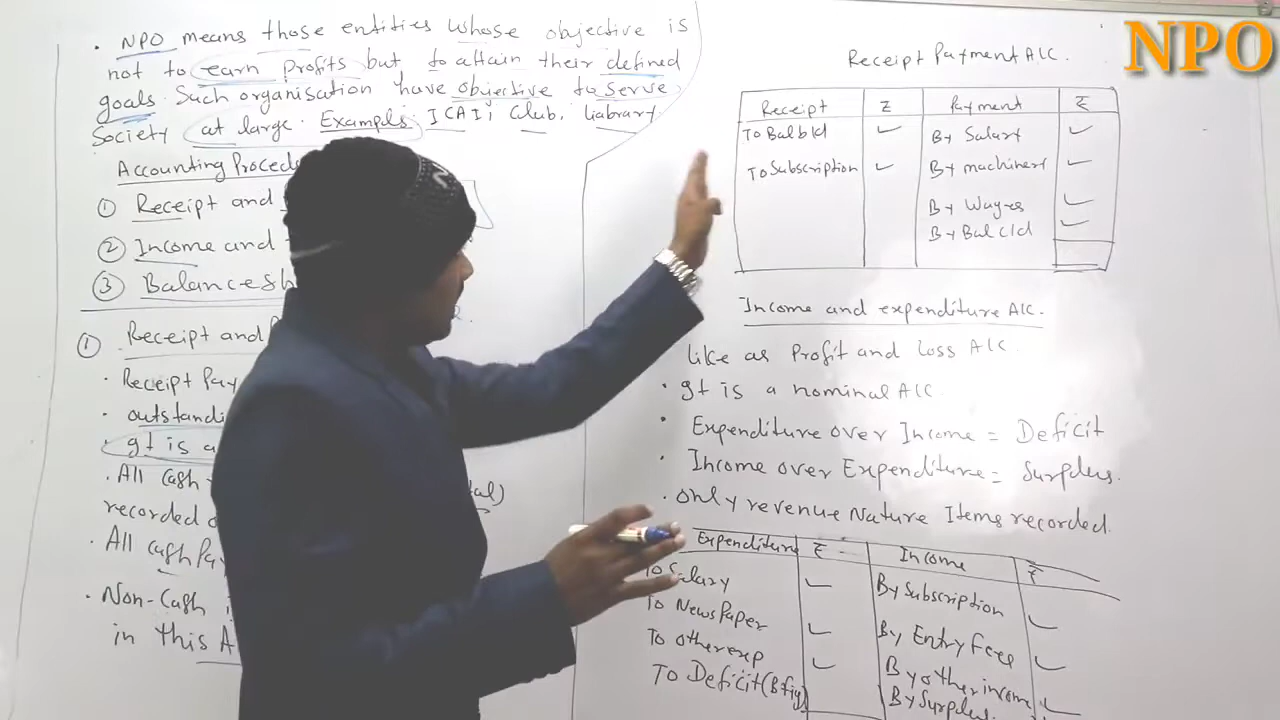 NPO
• NPO means those entities whose objective is
not to earn Profits but to attain their defined
goals. Such organisation have objective to serve
Society at large. Example: ICAI, Club, Liabrary
Accounting Procedu
① Receipt and
② Income and
③ Balance Sh
① Receipt and P
• Receipt Pay
• outstandi
• It is a
• All Cash
recorded
• All cash Pay
• Non-Cash
in this A
Receipt Payment A/C.
Receipt ₹ Payment ₹
To Bal b/d By Salary
To Subscription By machinery
By Wages
By Bal c/d
Income and expenditure A/C.
Like as Profit and Loss A/C
• It is a nominal A/C
• Expenditure over Income = Deficit
• Income over Expenditure = Surplus.
• only revenue Nature Items recorded.
Expenditure ₹ Income ₹
To Salary By Subscription
To Newspaper By Entry Fees
To other exp By other income
To Deficit (B.fig) By Surplus